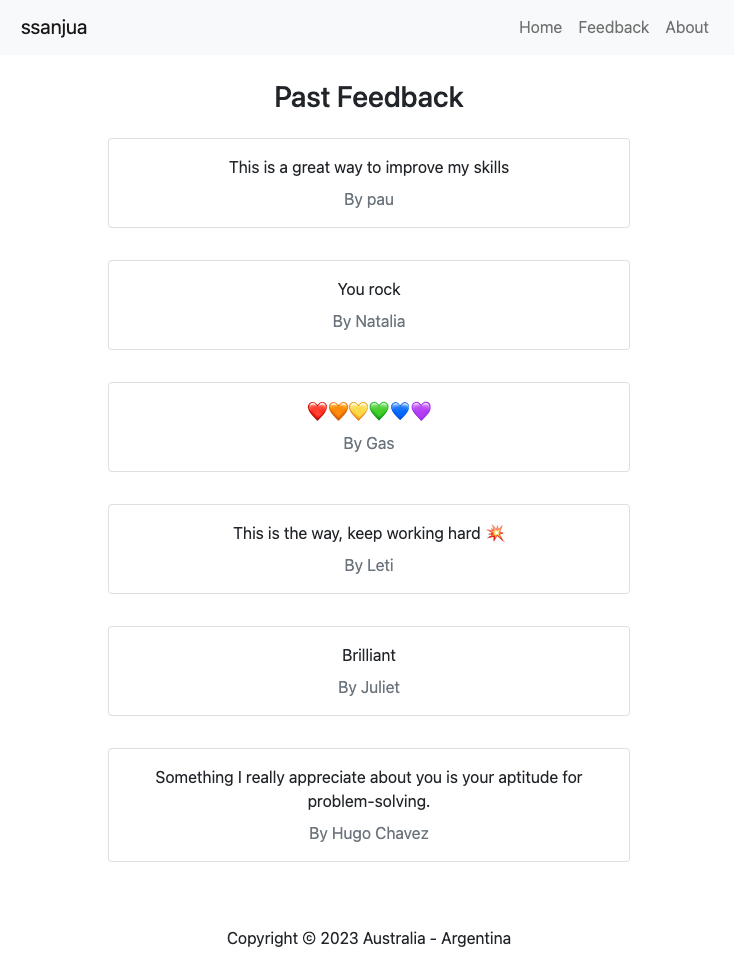 ssanjua
Home Feedback About
Past Feedback
This is a great way to improve my skills
By pau
You rock
By Natalia
❤️🧡💛💚💙💜
By Gas
This is the way, keep working hard 💥
By Leti
Brilliant
By Juliet
Something I really appreciate about you is your aptitude for
problem-solving.
By Hugo Chavez
Copyright © 2023 Australia - Argentina